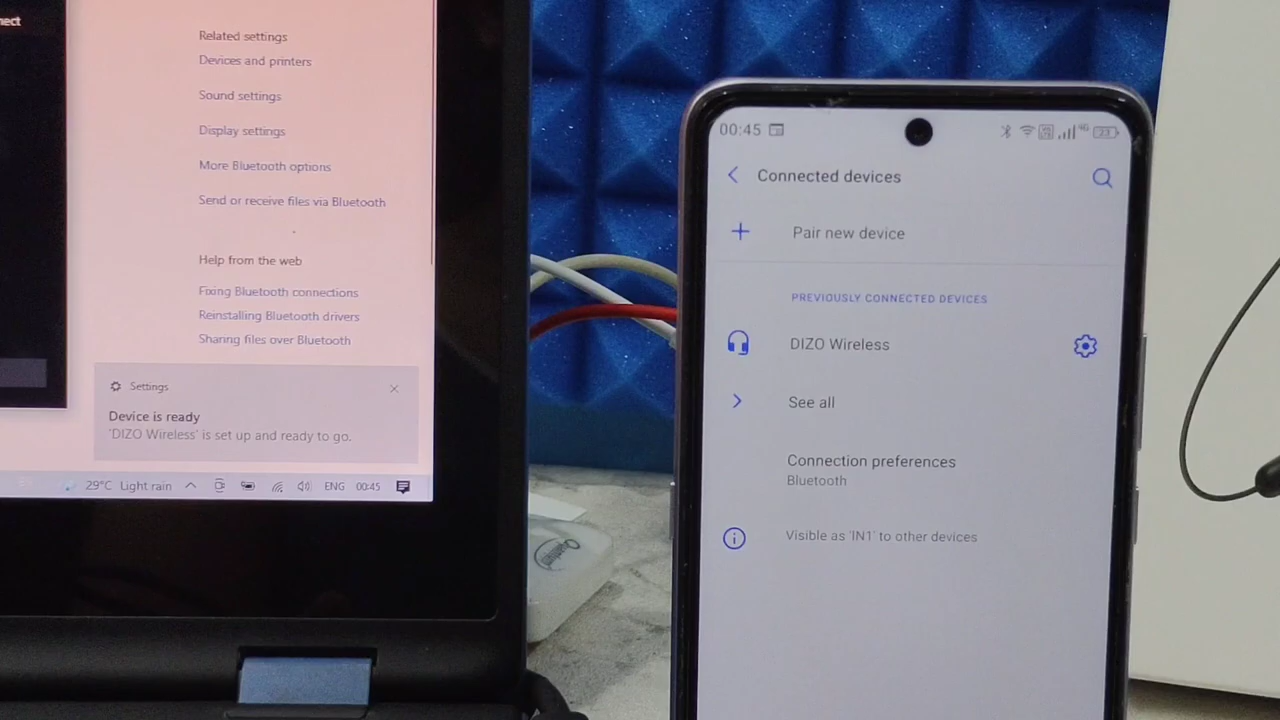 nect
Related settings
Devices and printers
Sound settings
Display settings
More Bluetooth options
Send or receive files via Bluetooth
Help from the web
Fixing Bluetooth connections
Reinstalling Bluetooth drivers
Sharing files over Bluetooth
Settings
Device is ready
'DIZO Wireless' is set up and ready to go.
29°C Light rain ENG 00:45
00:45
4G 23
Connected devices
Pair new device
PREVIOUSLY CONNECTED DEVICES
DIZO Wireless
See all
Connection preferences
Bluetooth
Visible as 'IN1' to other devices